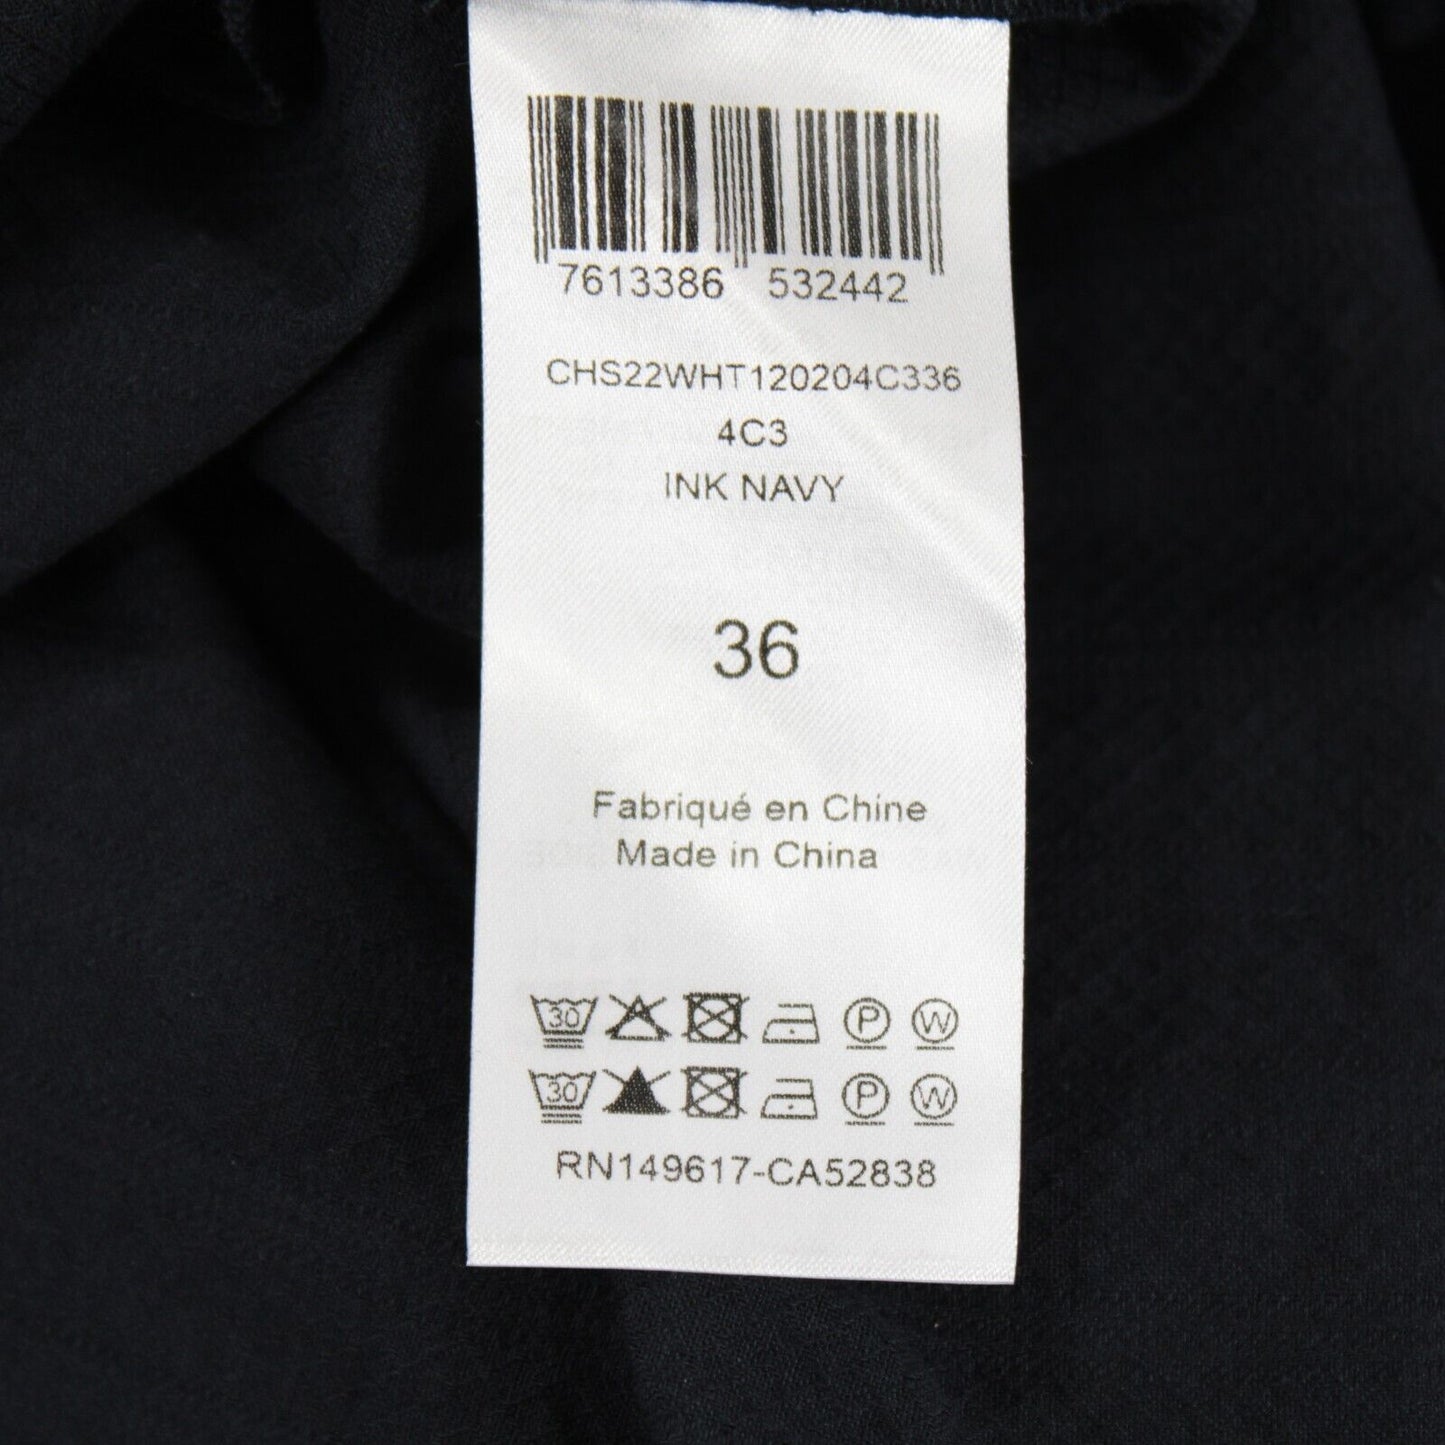 7613386 532442
CHS22WHT120204C336
4C3
INK NAVY
36
Fabriqué en Chine
Made in China
30 P W
30 P W
RN149617-CA52838